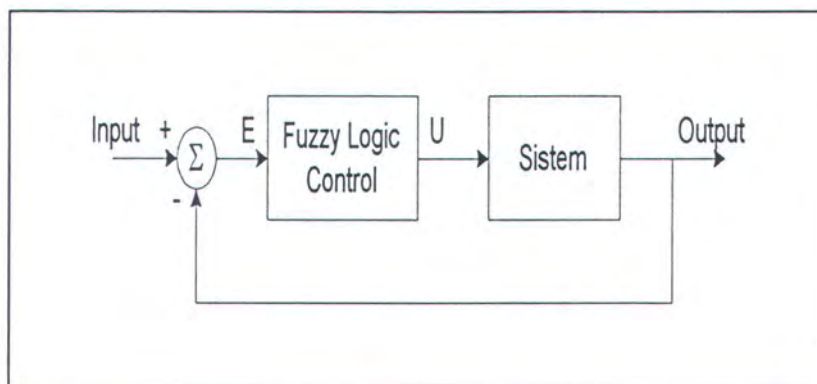 Input
+
Σ
-
E
Fuzzy Logic
Control
U
Sistem
Output